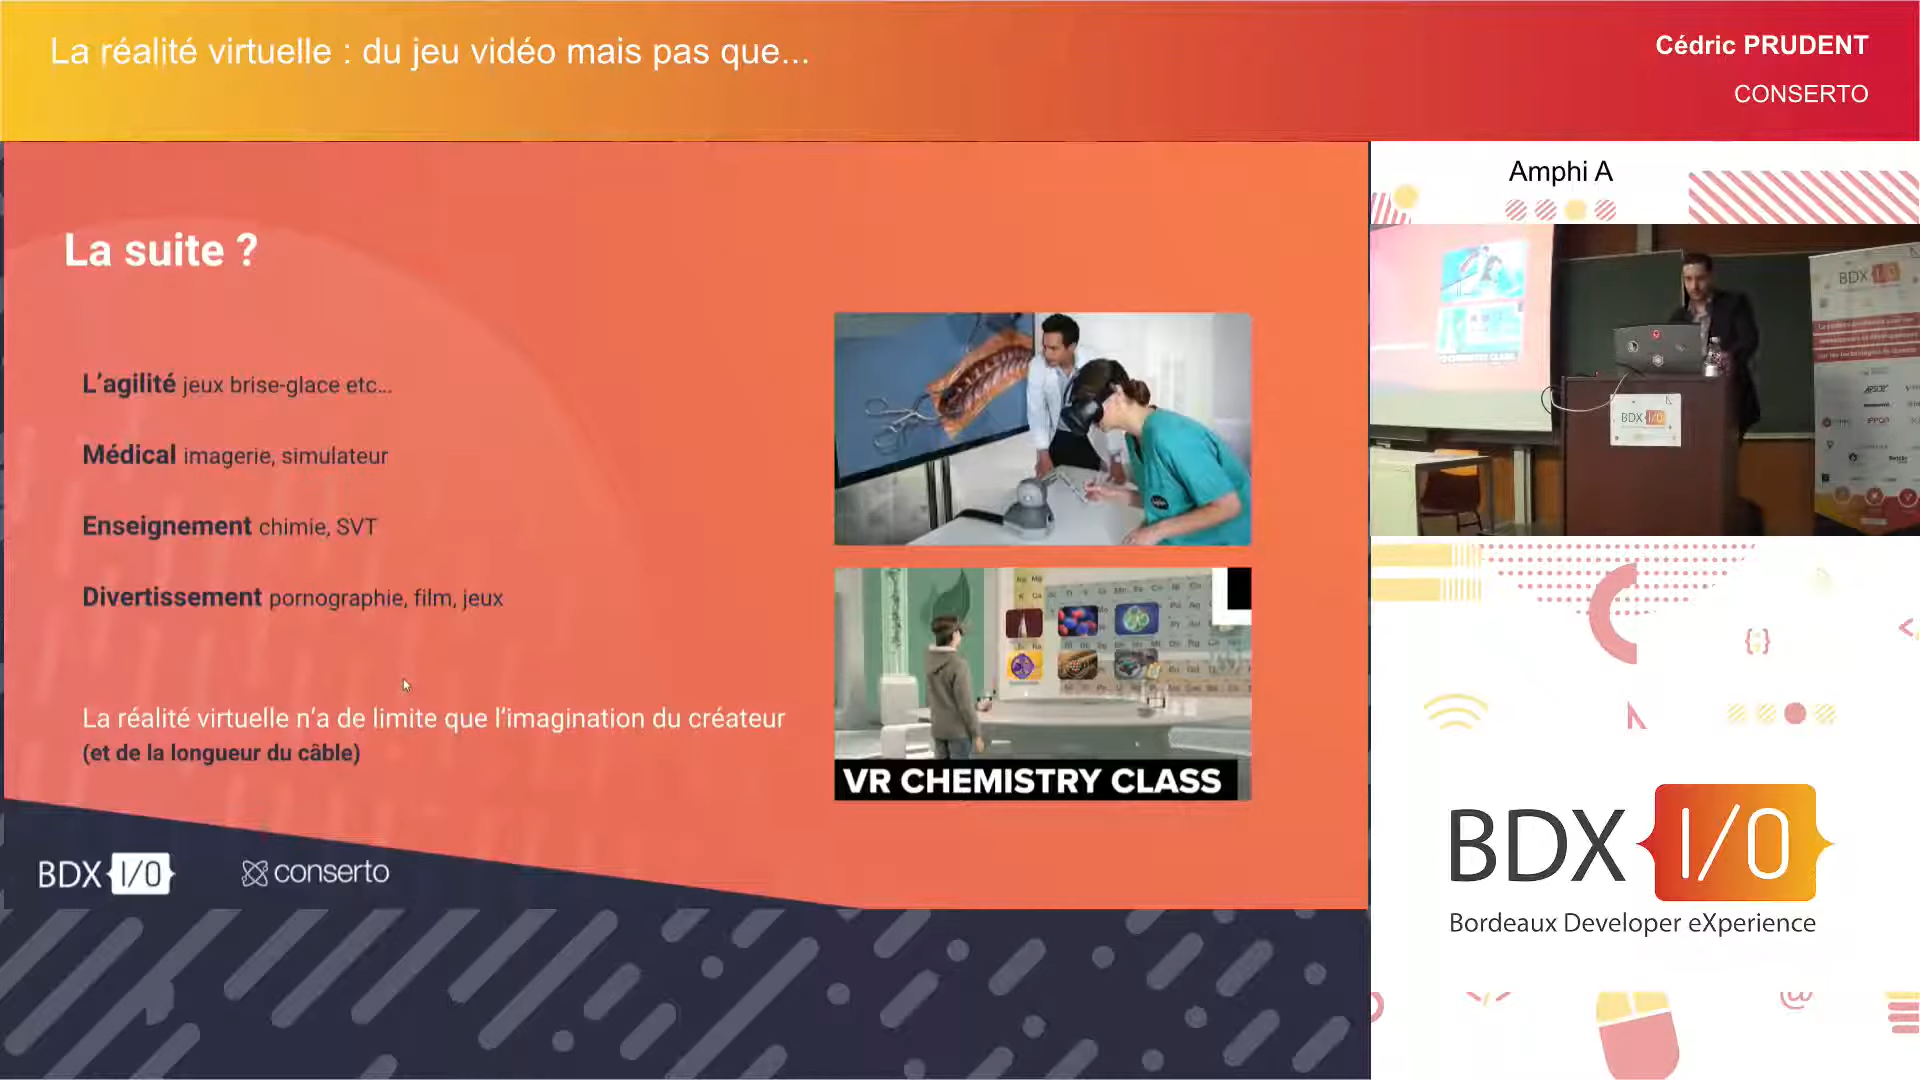 La réalité virtuelle : du jeu vidéo mais pas que...
Cédric PRUDENT
CONSERTO
Amphi A
La suite ?
L'agilité jeux brise-glace etc...
Médical imagerie, simulateur
Enseignement chimie, SVT
Divertissement pornographie, film, jeux
La réalité virtuelle n'a de limite que l'imagination du créateur
(et de la longueur du câble)
VR CHEMISTRY CLASS
BDX I/O
conserto
BDX I/O
BDX I/O
BDX I/O
Bordeaux Developer eXperience